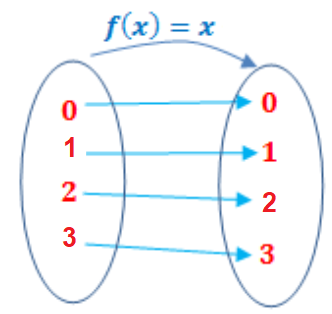 f(x) = x
0 0
1 1
2 2
3 3